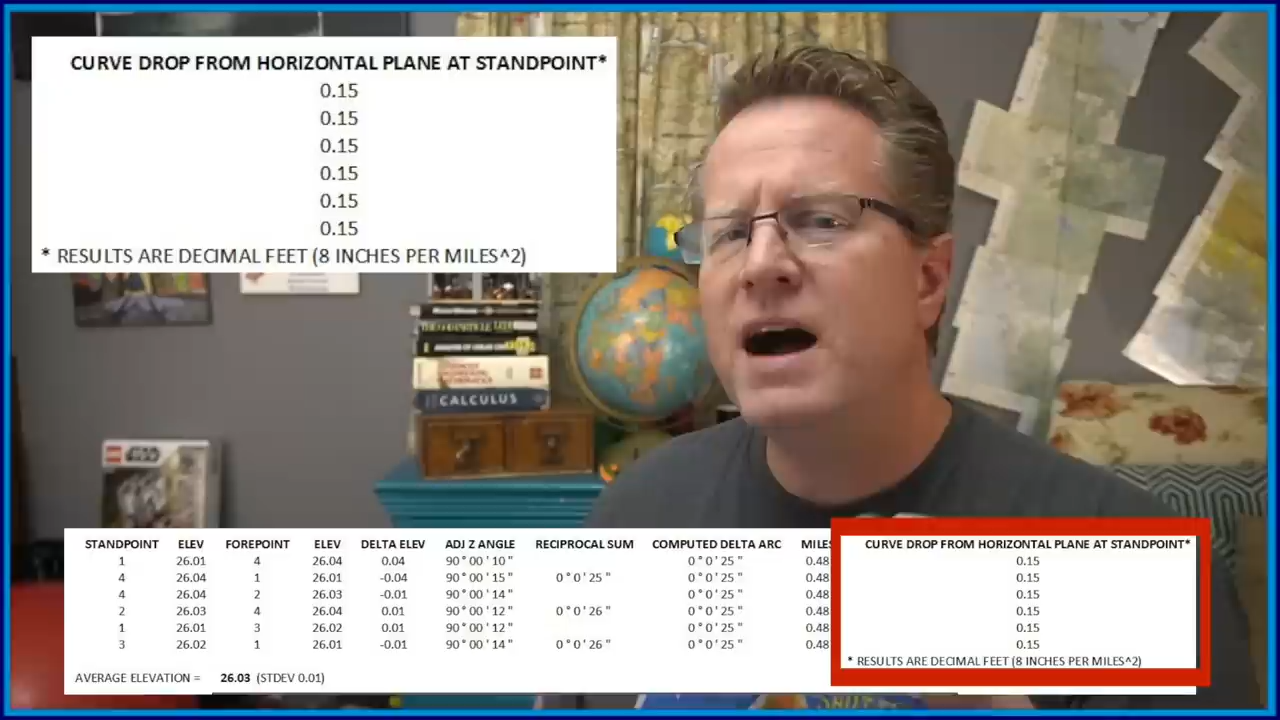 CURVE DROP FROM HORIZONTAL PLANE AT STANDPOINT*
0.15
0.15
0.15
0.15
0.15
0.15
* RESULTS ARE DECIMAL FEET (8 INCHES PER MILES^2)
CALCULUS
LEGO STAR WARS
STANDPOINT ELEV FOREPOINT ELEV DELTA ELEV ADJ Z ANGLE RECIPROCAL SUM COMPUTED DELTA ARC MILES CURVE DROP FROM HORIZONTAL PLANE AT STANDPOINT*
1 26.01 4 26.04 0.04 90° 00 ' 10 " 0° 0 ' 25 " 0.48 0.15
4 26.04 1 26.01 -0.04 90° 00 ' 15 " 0° 0 ' 25 " 0° 0 ' 25 " 0.48 0.15
4 26.04 2 26.03 -0.01 90° 00 ' 14 " 0° 0 ' 25 " 0.48 0.15
2 26.03 4 26.04 0.01 90° 00 ' 12 " 0° 0 ' 26 " 0° 0 ' 25 " 0.48 0.15
1 26.01 3 26.02 0.01 90° 00 ' 12 " 0° 0 ' 25 " 0.48 0.15
3 26.02 1 26.01 -0.01 90° 00 ' 14 " 0° 0 ' 26 " 0° 0 ' 25 " 0.48 0.15
* RESULTS ARE DECIMAL FEET (8 INCHES PER MILES^2)
AVERAGE ELEVATION = 26.03 (STDEV 0.01)